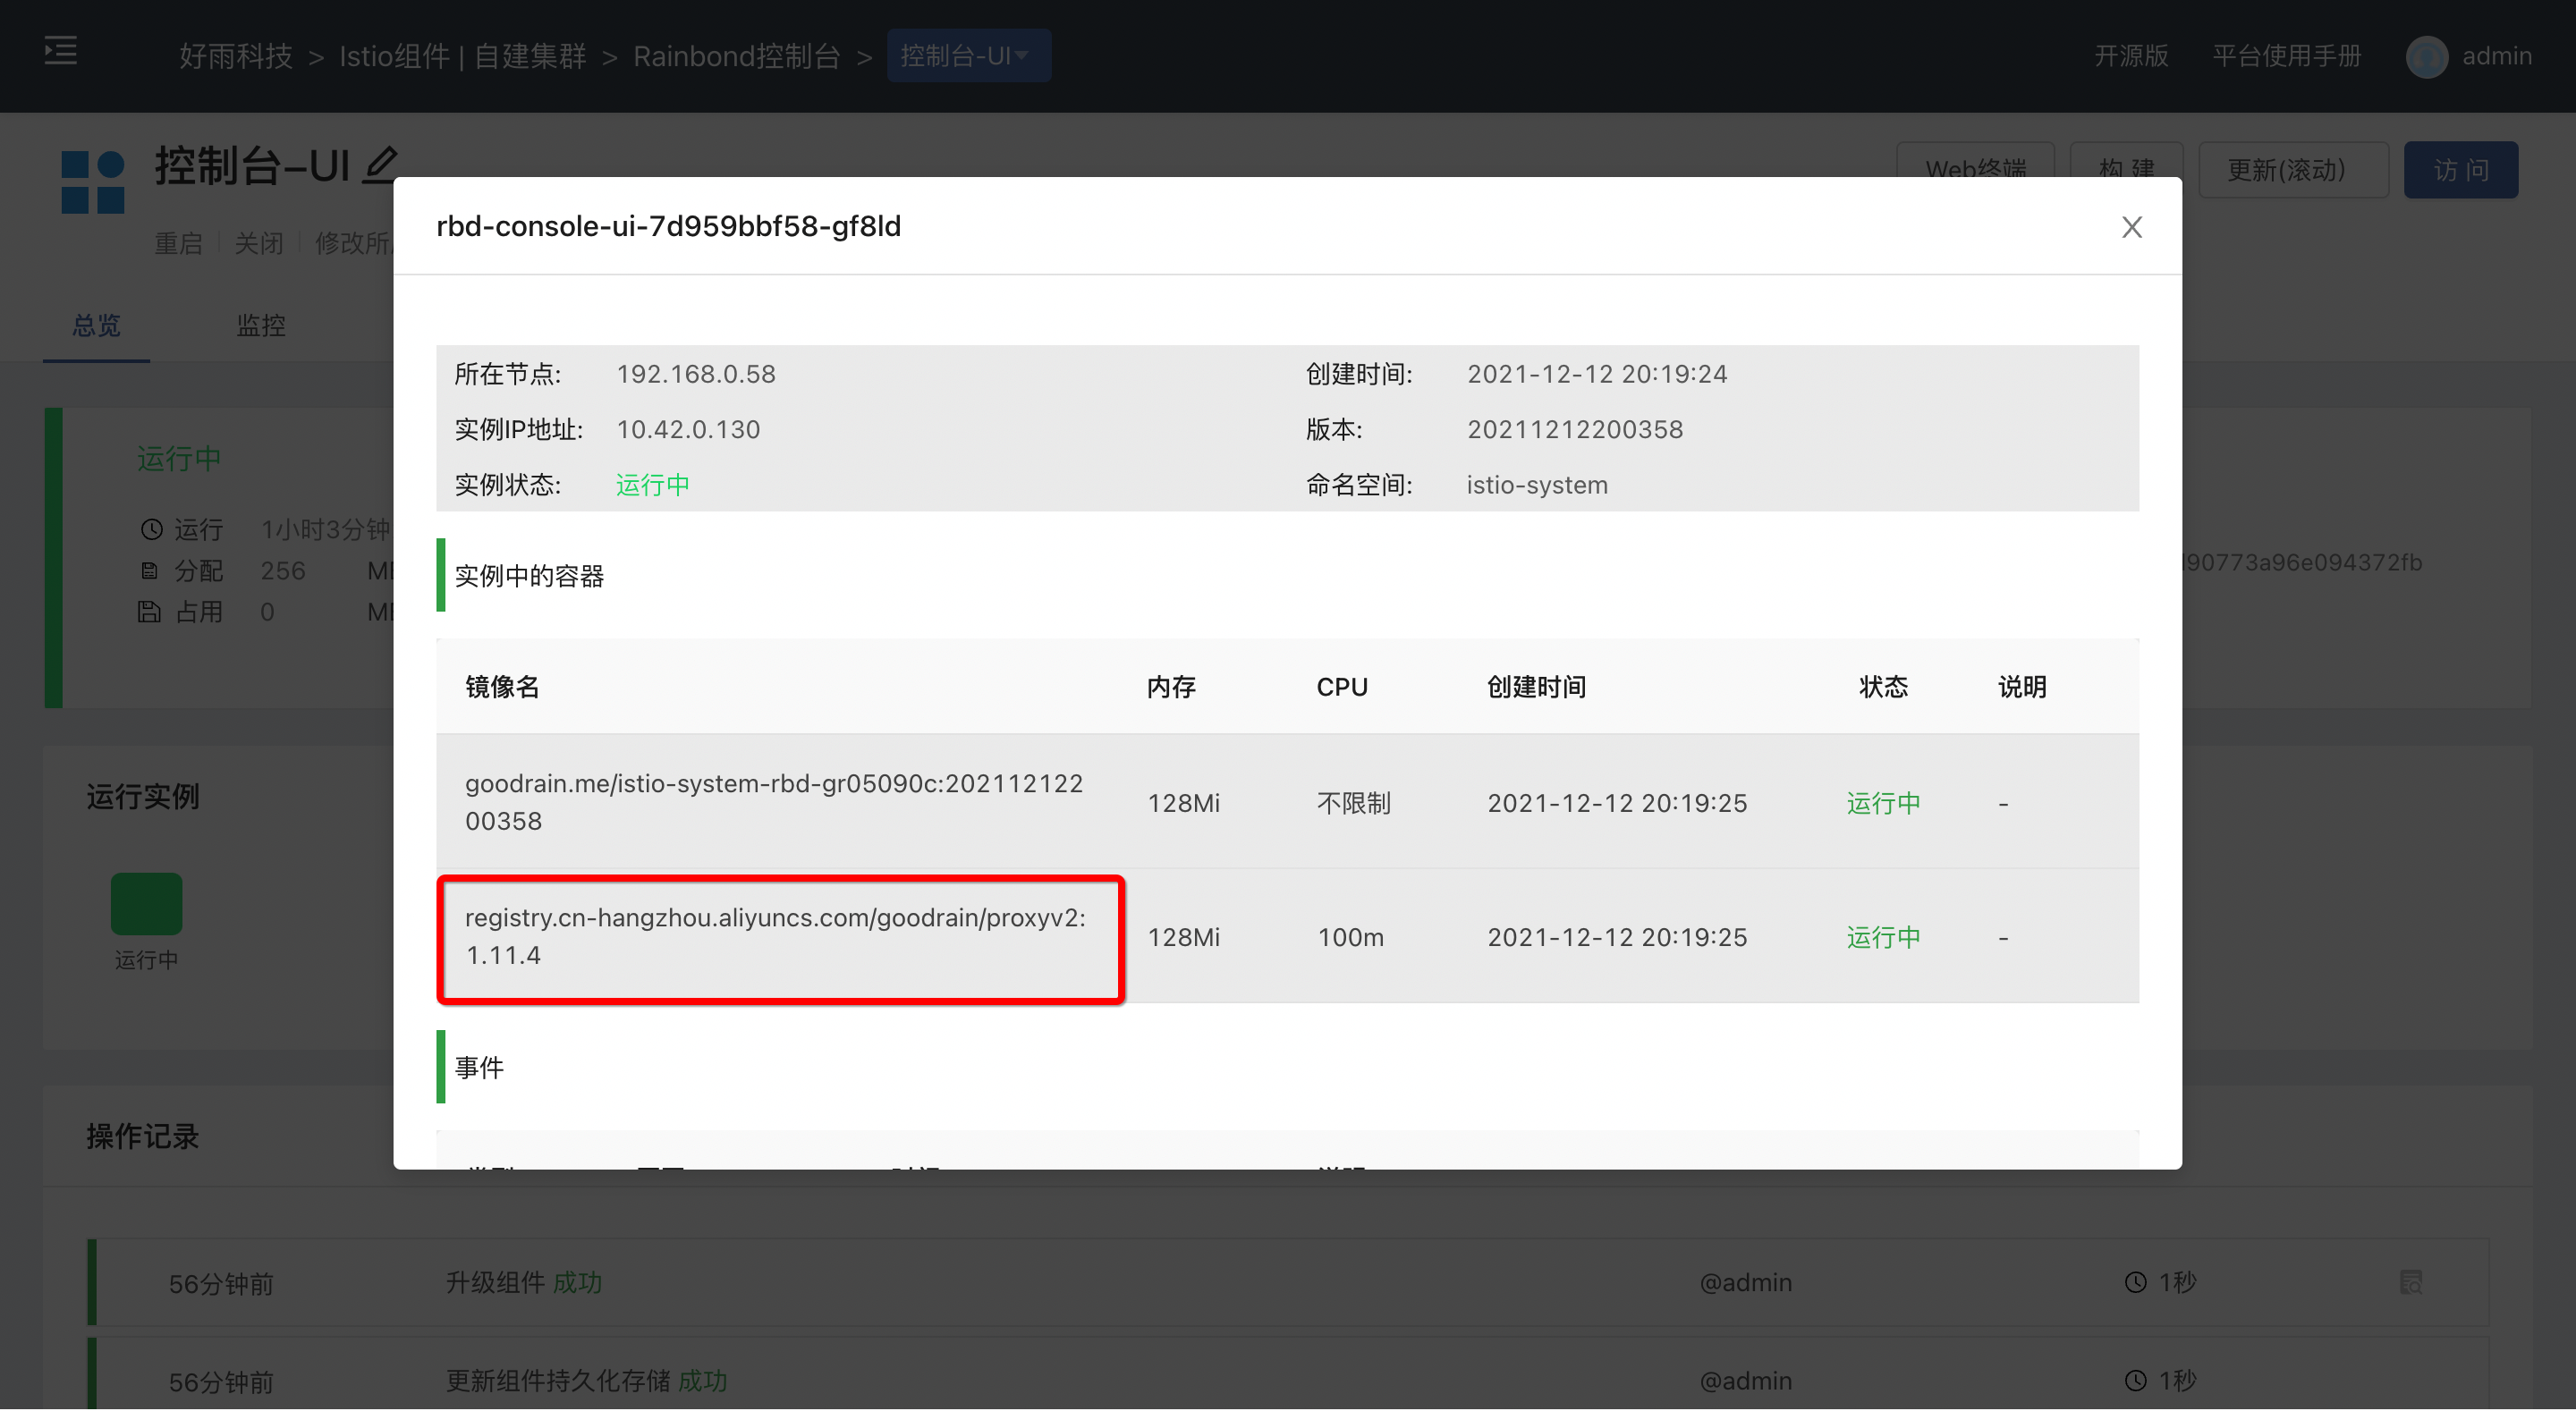 好雨科技 > Istio组件 | 自建集群 > Rainbond控制台 > 控制台-UI
开源版 平台使用手册 admin
控制台-UI
Web终端 构 建 更新(滚动) 访 问
重启 关闭 修改所
总览 监控
运行中
运行 1小时3分钟
分配 256 M
占用 0 M
l90773a96e094372fb
运行实例
运行中
操作记录
56分钟前 升级组件 成功 @admin 1秒
56分钟前 更新组件持久化存储 成功 @admin 1秒
rbd-console-ui-7d959bbf58-gf8ld
所在节点: 192.168.0.58 创建时间: 2021-12-12 20:19:24
实例IP地址: 10.42.0.130 版本: 20211212200358
实例状态: 运行中 命名空间: istio-system
实例中的容器
镜像名 内存 CPU 创建时间 状态 说明
goodrain.me/istio-system-rbd-gr05090c:202112122
00358
128Mi 不限制 2021-12-12 20:19:25 运行中 -
registry.cn-hangzhou.aliyuncs.com/goodrain/proxyv2:
1.11.4
128Mi 100m 2021-12-12 20:19:25 运行中 -
事件